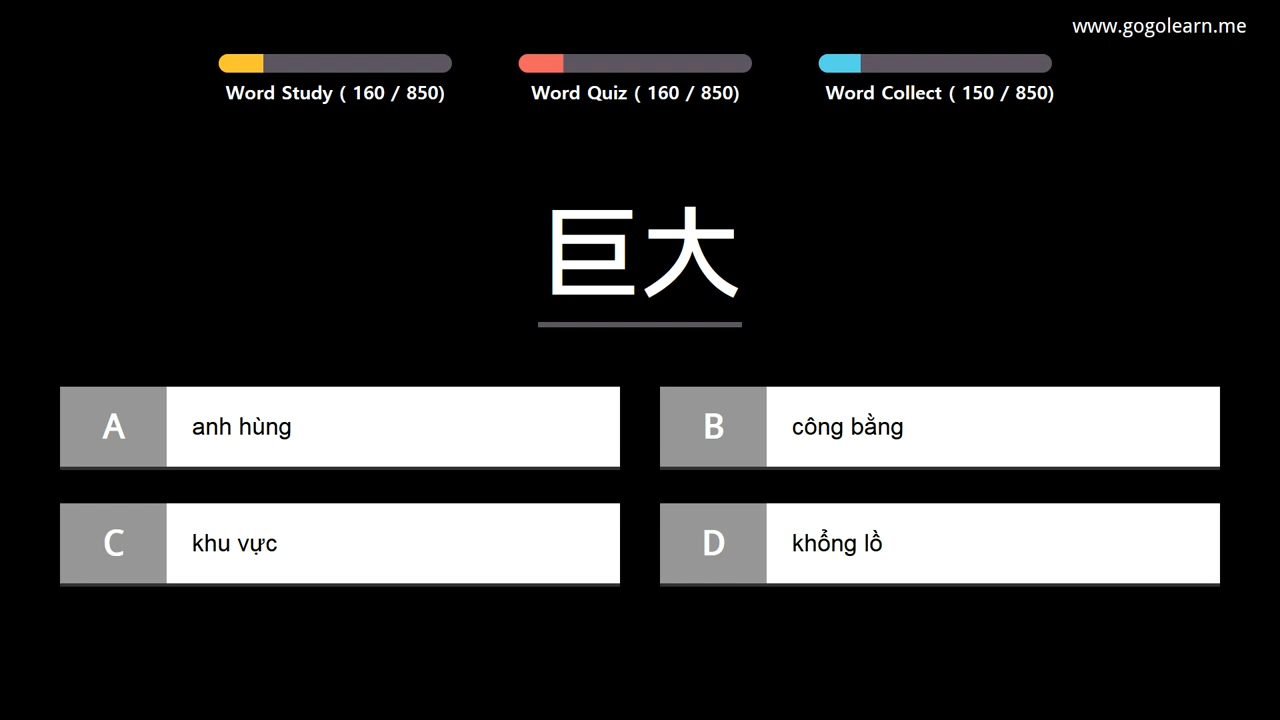 www.gogolearn.me
Word Study ( 160 / 850)
Word Quiz ( 160 / 850)
Word Collect ( 150 / 850)
巨大
A
anh hùng
B
công bằng
C
khu vực
D
khổng lồ